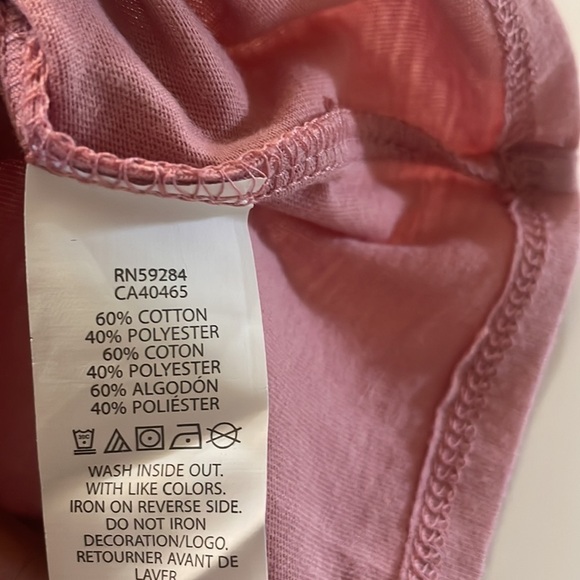 RN59284
CA40465
60% COTTON
40% POLYESTER
60% COTON
40% POLYESTER
60% ALGODÓN
40% POLIÉSTER
WASH INSIDE OUT.
WITH LIKE COLORS.
IRON ON REVERSE SIDE.
DO NOT IRON
DECORATION/LOGO.
RETOURNER AVANT DE
LAVER